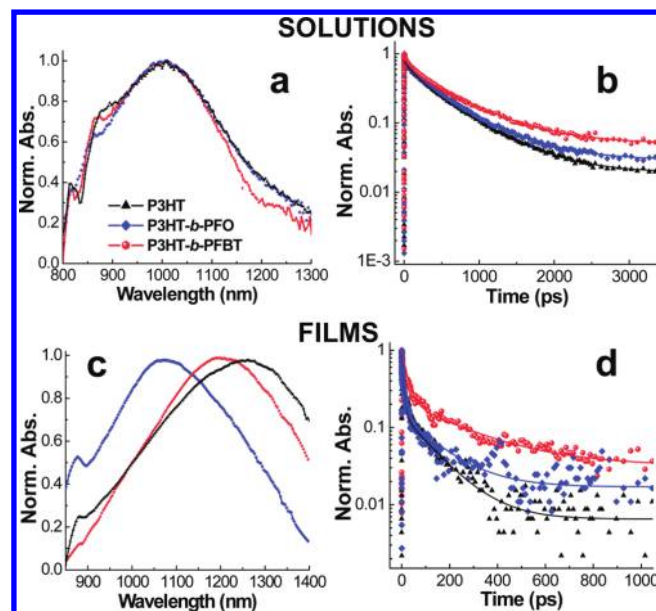 SOLUTIONS
a
b
Norm. Abs.
1.0
0.8
0.6
0.4
0.2
0.0
P3HT
P3HT-b-PFO
P3HT-b-PFBT
800 900 1000 1100 1200 1300
Wavelength (nm)
Norm. Abs.
1
0.1
0.01
1E-3
0 1000 2000 3000
Time (ps)
FILMS
c
d
Norm. Abs.
1.0
0.8
0.6
0.4
0.2
0.0
900 1000 1100 1200 1300 1400
Wavelength (nm)
Norm. Abs.
1
0.1
0.01
0 200 400 600 800 1000
Time (ps)